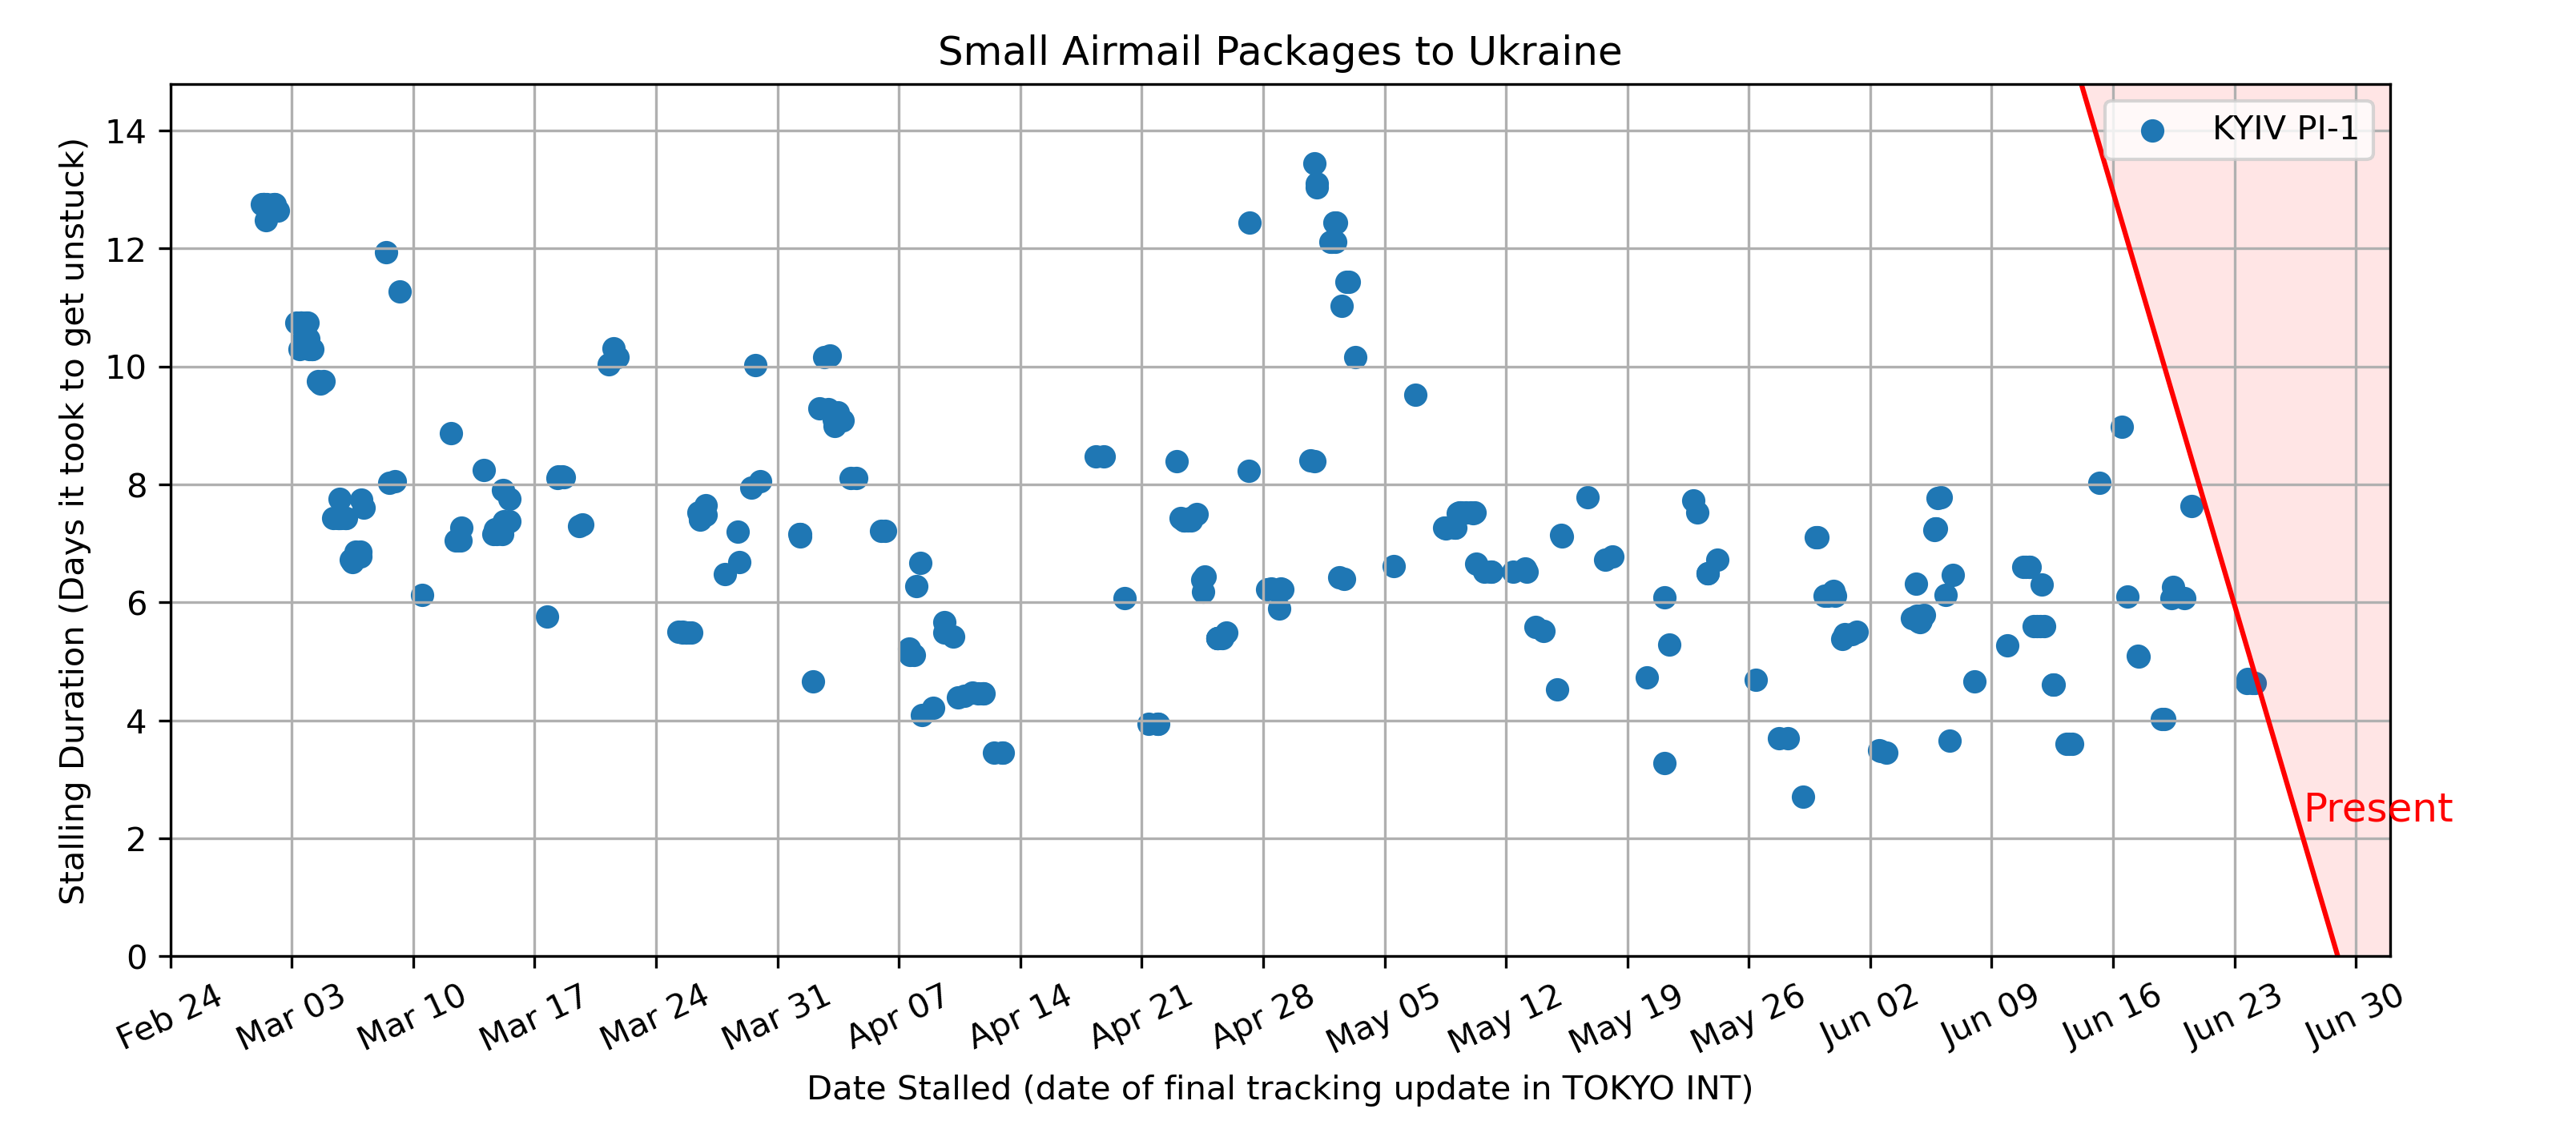 Small Airmail Packages to Ukraine
KYIV PI-1
Stalling Duration (Days it took to get unstuck)
14
12
10
8
6
4
2
0
Present
Feb 24
Mar 03
Mar 10
Mar 17
Mar 24
Mar 31
Apr 07
Apr 14
Apr 21
Apr 28
May 05
May 12
May 19
May 26
Jun 02
Jun 09
Jun 16
Jun 23
Jun 30
Date Stalled (date of final tracking update in TOKYO INT)